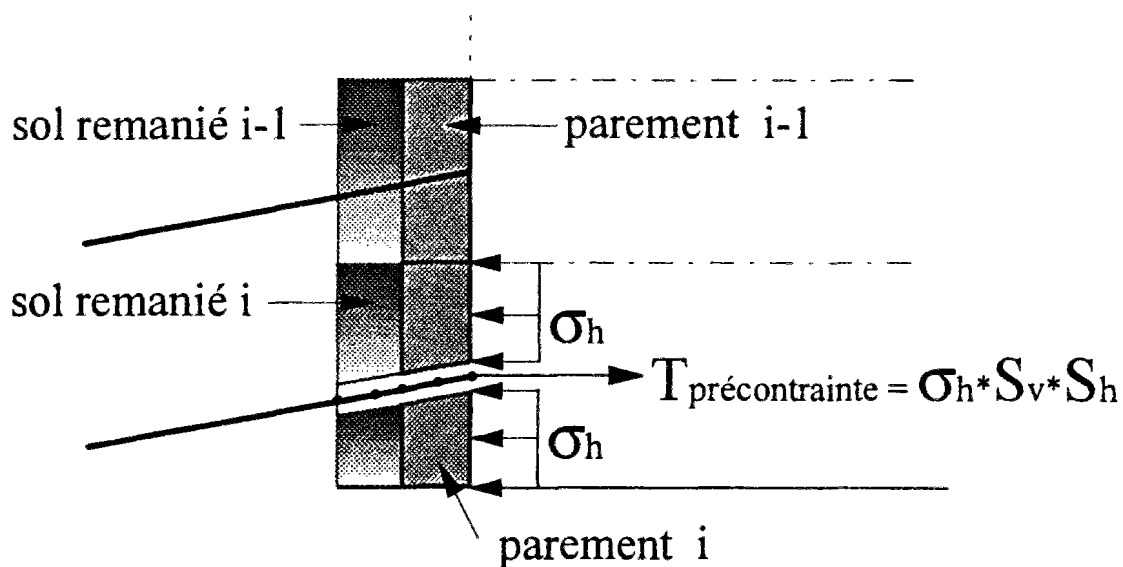 sol remanié i-1
parement i-1
sol remanié i
σh
Tprécontrainte = σh*Sv*Sh
σh
parement i